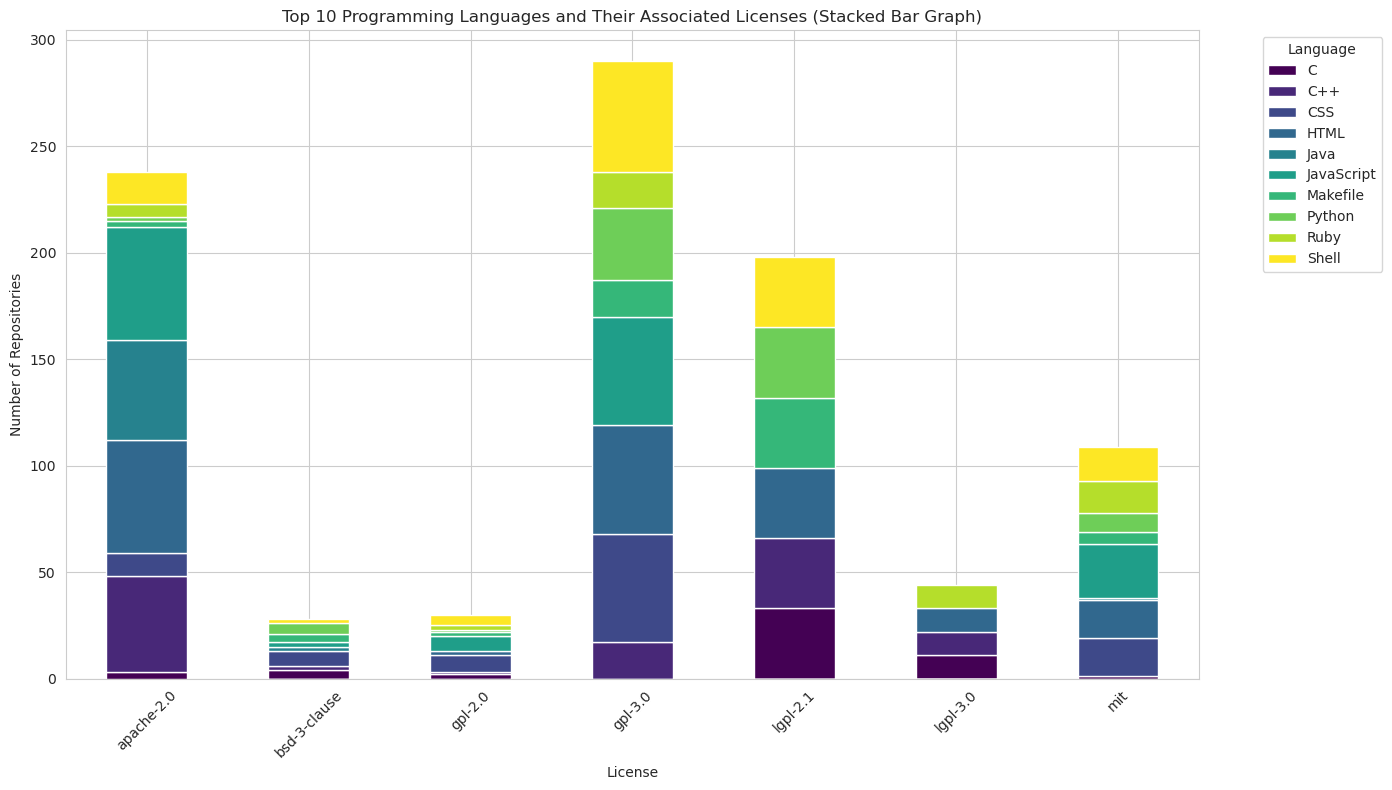 Top 10 Programming Languages and Their Associated Licenses (Stacked Bar Graph)
300
250
200
150
100
50
0
Number of Repositories
apache-2.0
bsd-3-clause
gpl-2.0
gpl-3.0
lgpl-2.1
lgpl-3.0
mit
License
Language
C
C++
CSS
HTML
Java
JavaScript
Makefile
Python
Ruby
Shell